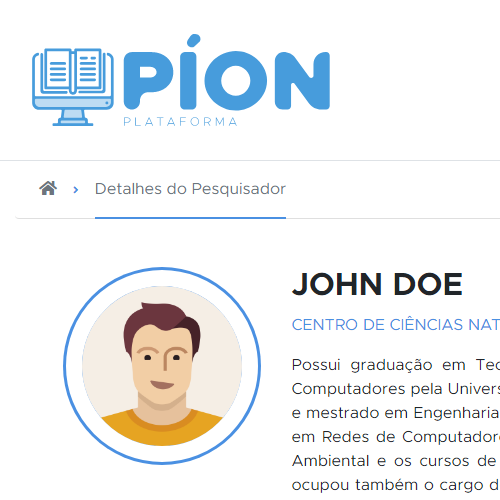 PÍON
PLATAFORMA
Detalhes do Pesquisador
JOHN DOE
CENTRO DE CIÊNCIAS NAT
Possui graduação em Tec
Computadores pela Univers
e mestrado em Engenharia
em Redes de Computador
Ambiental e os cursos de
ocupou também o cargo d